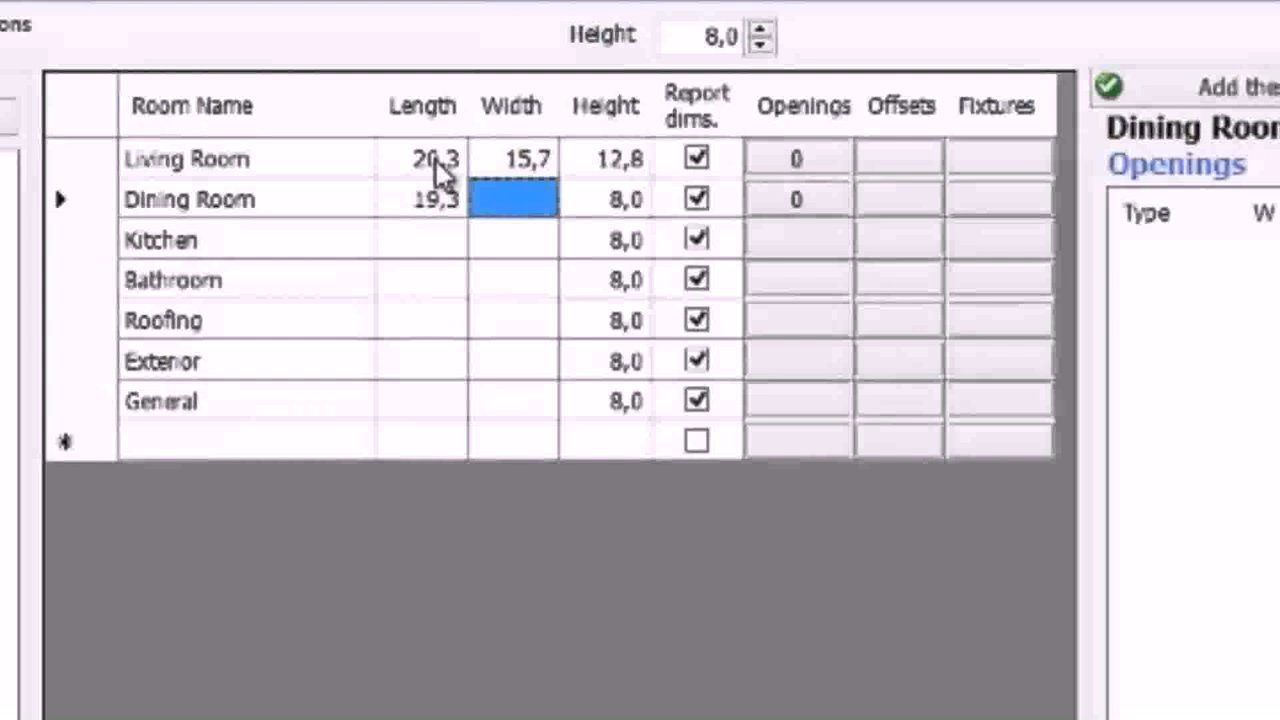 ons
Height 8,0
Room Name Length Width Height Report dims. Openings Offsets Fixtures
Living Room 20,3 15,7 12,8 0
Dining Room 19,3 8,0 0
Kitchen 8,0
Bathroom 8,0
Roofing 8,0
Exterior 8,0
General 8,0
Add the
Dining Roo
Openings
Type W